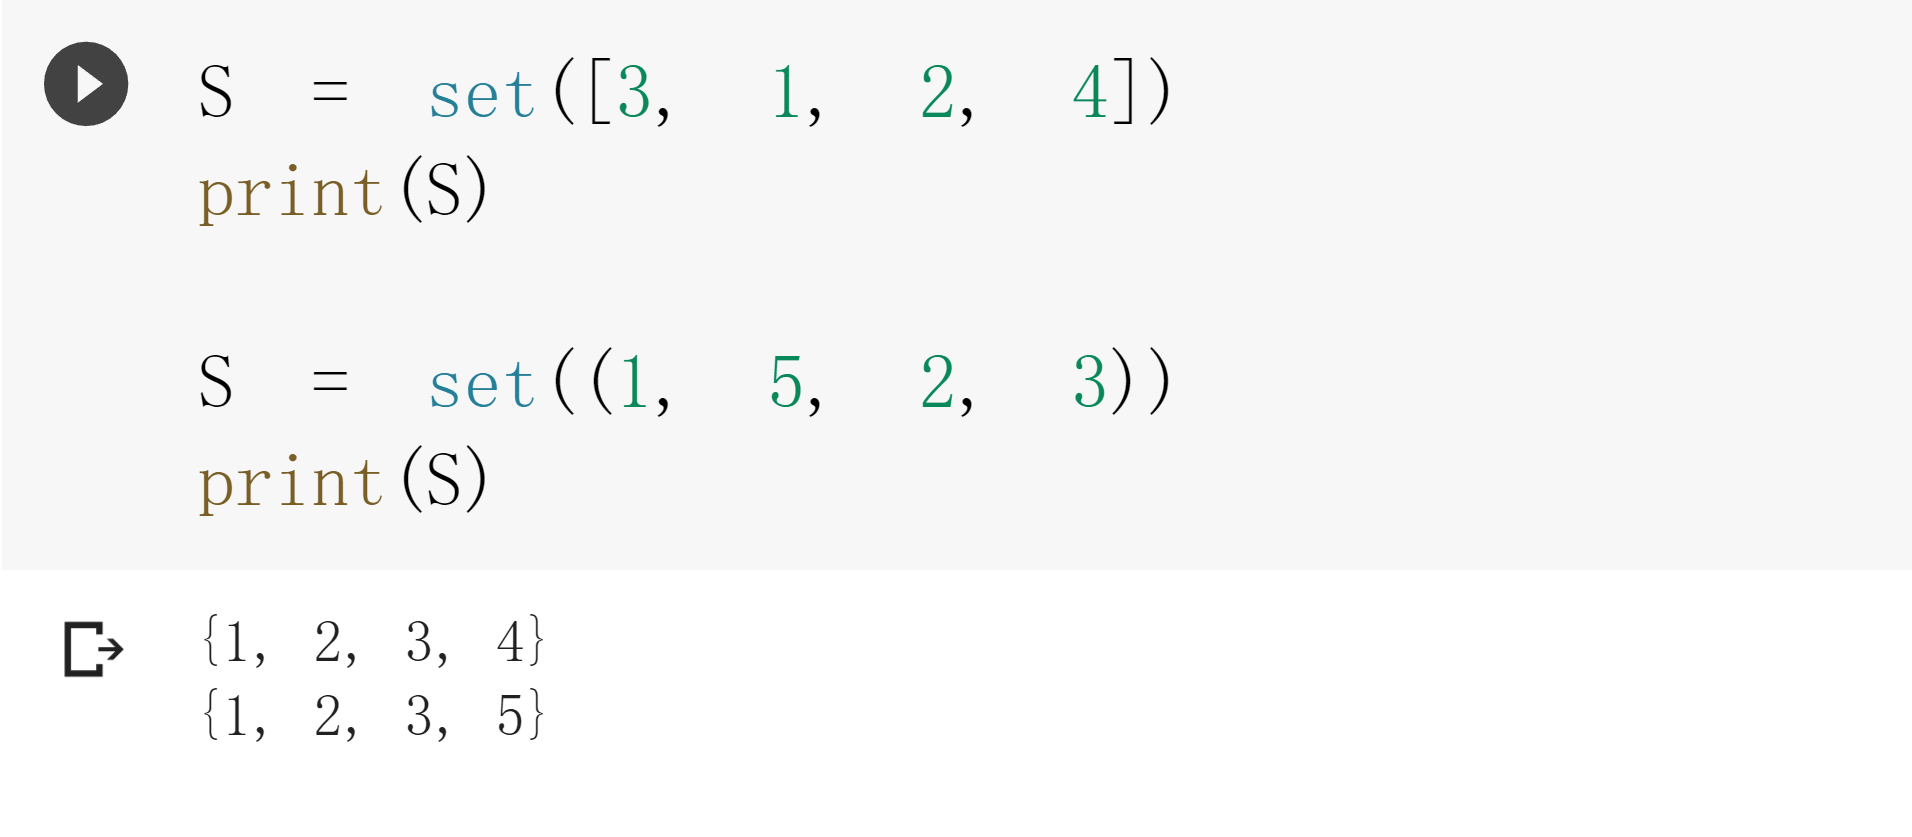 S = set([3, 1, 2, 4])
print(S)
S = set((1, 5, 2, 3))
print(S)
{1, 2, 3, 4}
{1, 2, 3, 5}